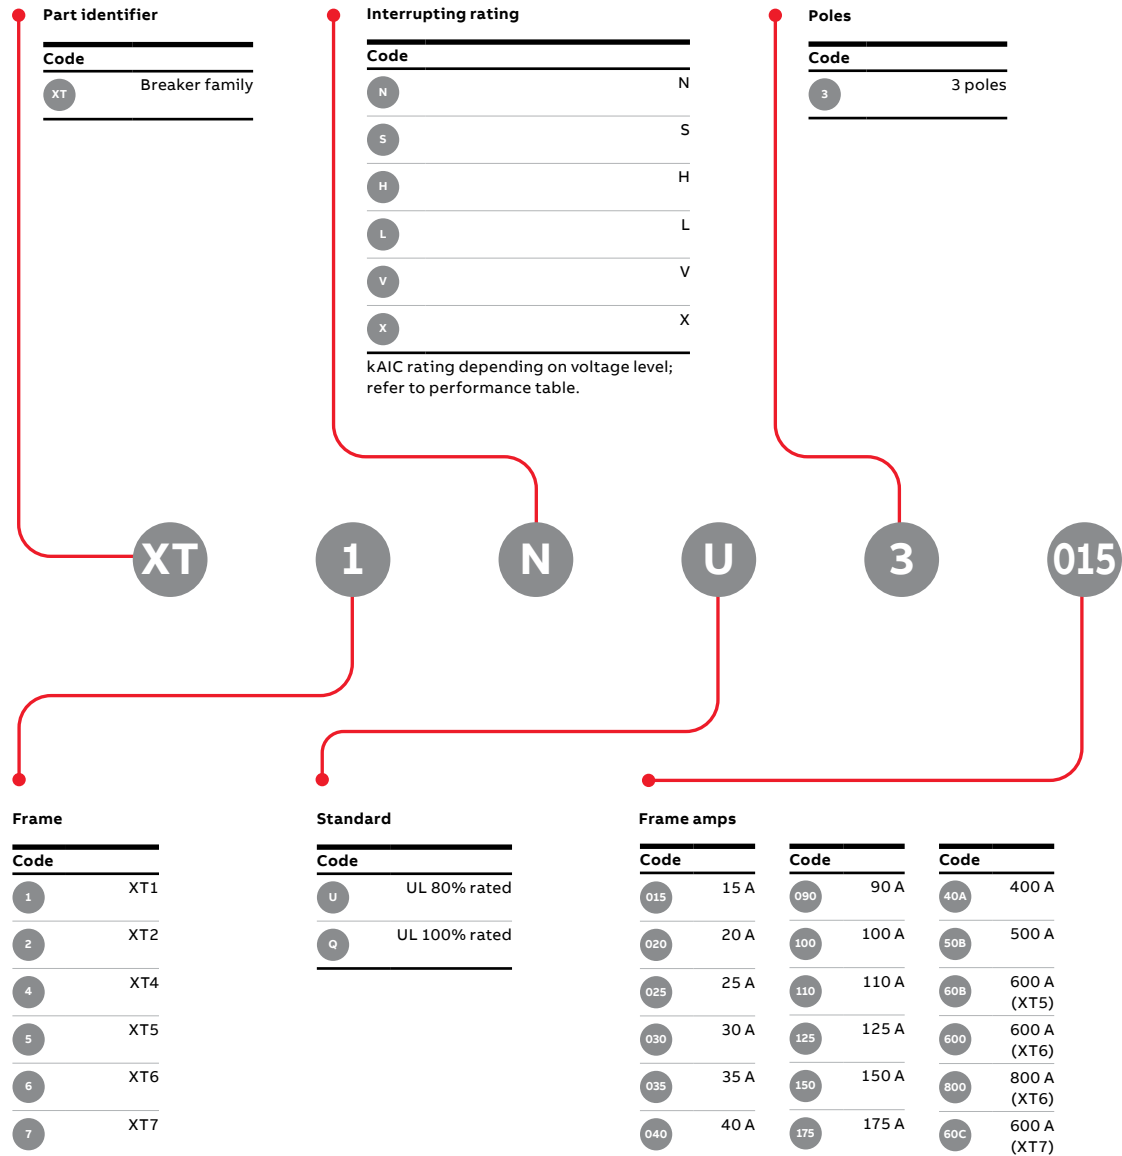 Part identifier
Code
XT Breaker family
Interrupting rating
Code
N N
S S
H H
L L
V V
X X
kAIC rating depending on voltage level;
refer to performance table.
Poles
Code
3 3 poles
XT 1 N U 3 015
Frame
Code
1 XT1
2 XT2
4 XT4
5 XT5
6 XT6
7 XT7
Standard
Code
U UL 80% rated
Q UL 100% rated
Frame amps
Code
015 15 A
020 20 A
025 25 A
030 30 A
035 35 A
040 40 A
Code
090 90 A
100 100 A
110 110 A
125 125 A
150 150 A
175 175 A
Code
40A 400 A
50B 500 A
60B 600 A
(XT5)
600 600 A
(XT6)
800 800 A
(XT6)
60C 600 A
(XT7)